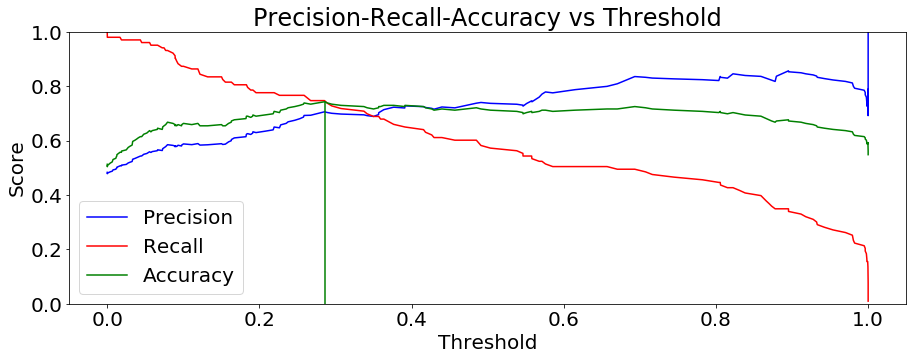 Precision-Recall-Accuracy vs Threshold
1.0
0.8
0.6
0.4
0.2
0.0
Score
Precision
Recall
Accuracy
0.0 0.2 0.4 0.6 0.8 1.0
Threshold